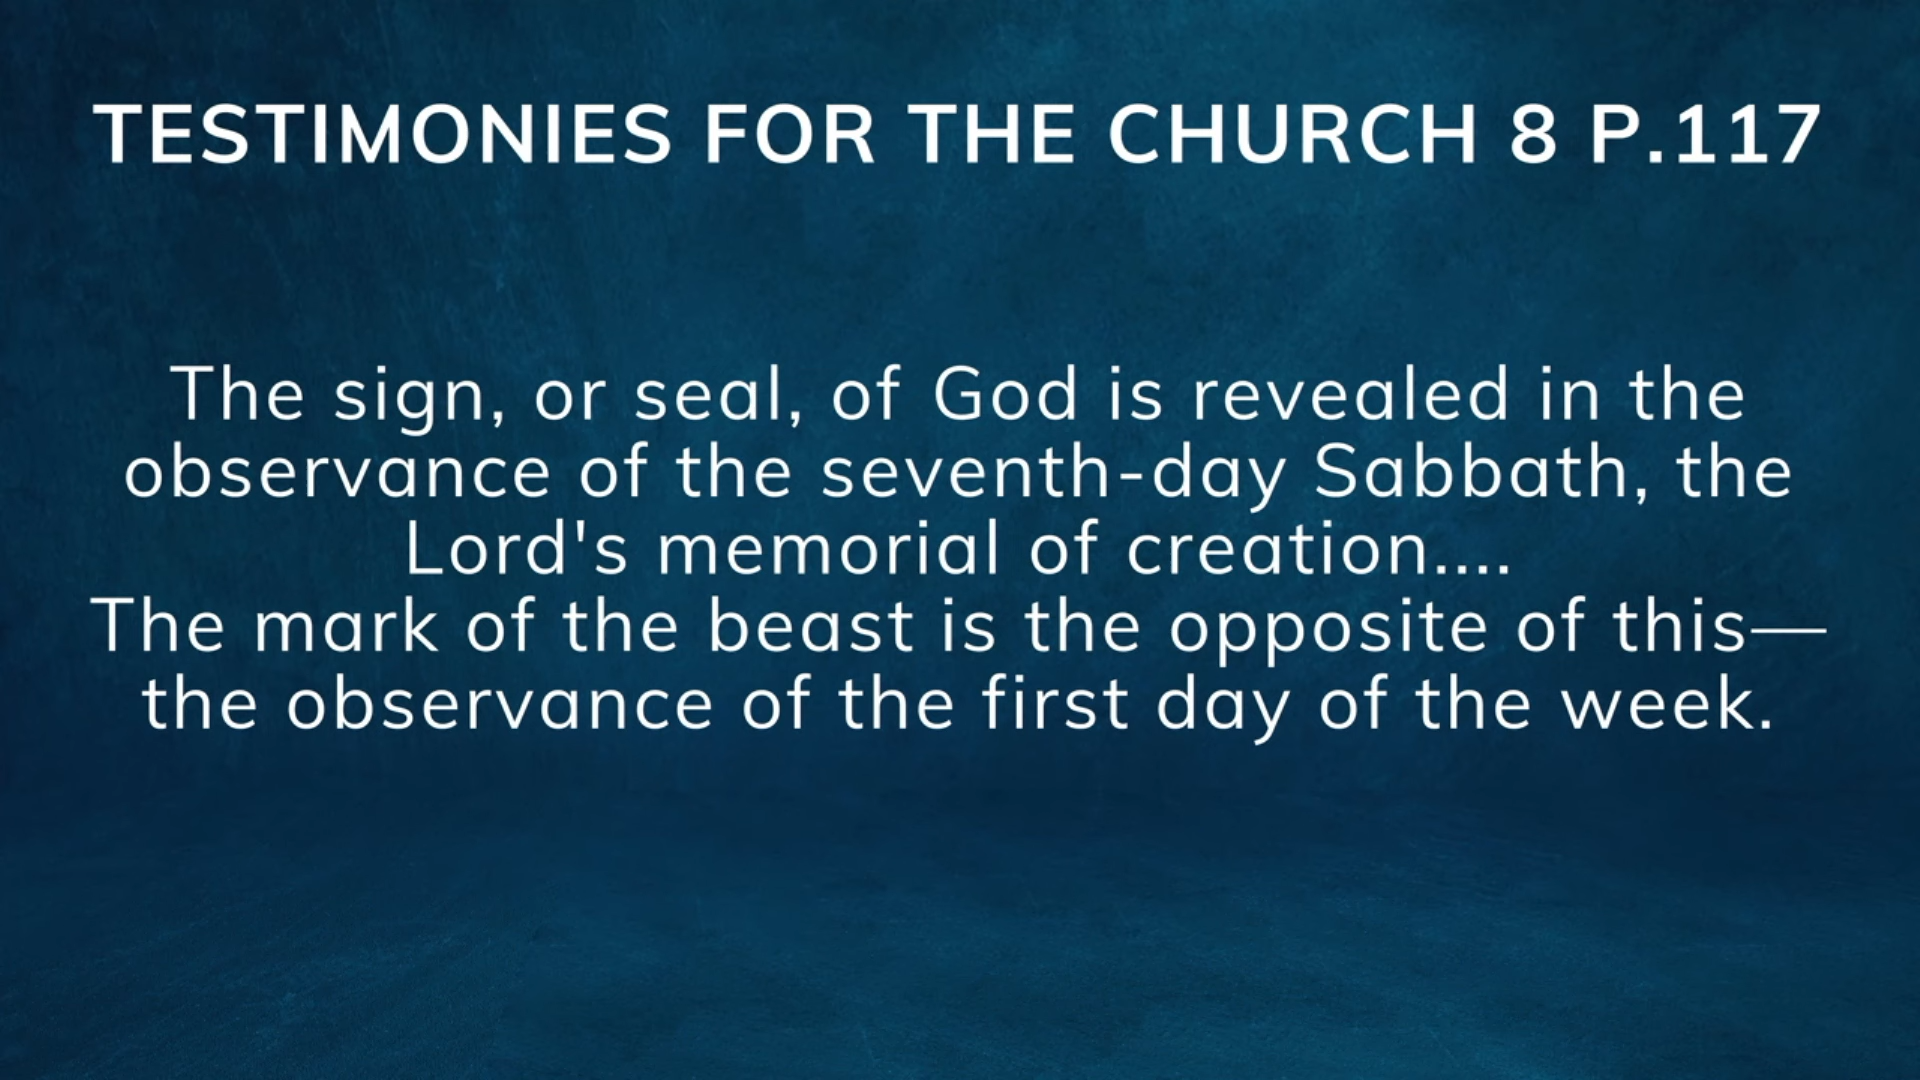 TESTIMONIES FOR THE CHURCH 8 P.117
The sign, or seal, of God is revealed in the
observance of the seventh-day Sabbath, the
Lord's memorial of creation....
The mark of the beast is the opposite of this—
the observance of the first day of the week.